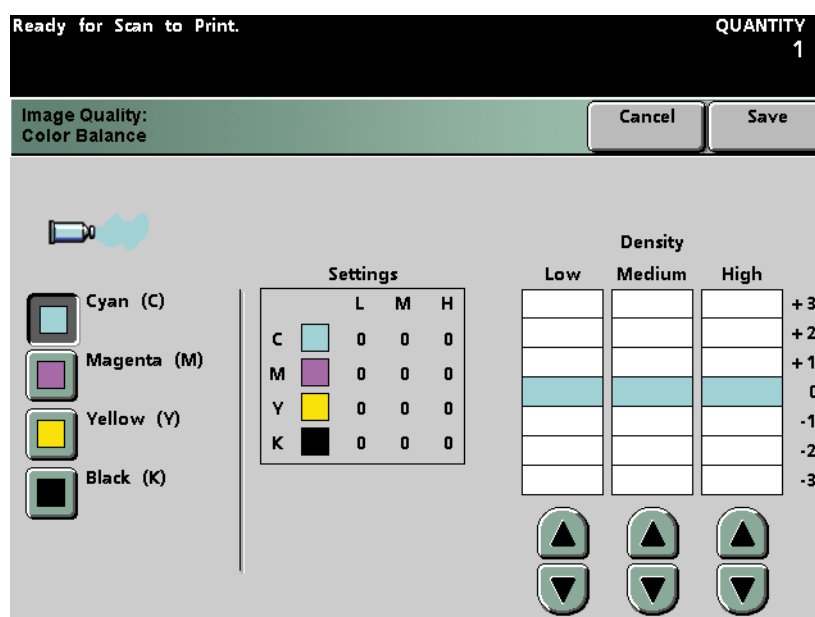 Ready for Scan to Print.
QUANTITY
1
Image Quality:
Color Balance
Cancel
Save
Density
Settings
Low Medium High
L M H
Cyan (C)
Magenta (M)
Yellow (Y)
Black (K)
C 0 0 0
M 0 0 0
Y 0 0 0
K 0 0 0
+3
+2
+1
0
-1
-2
-3